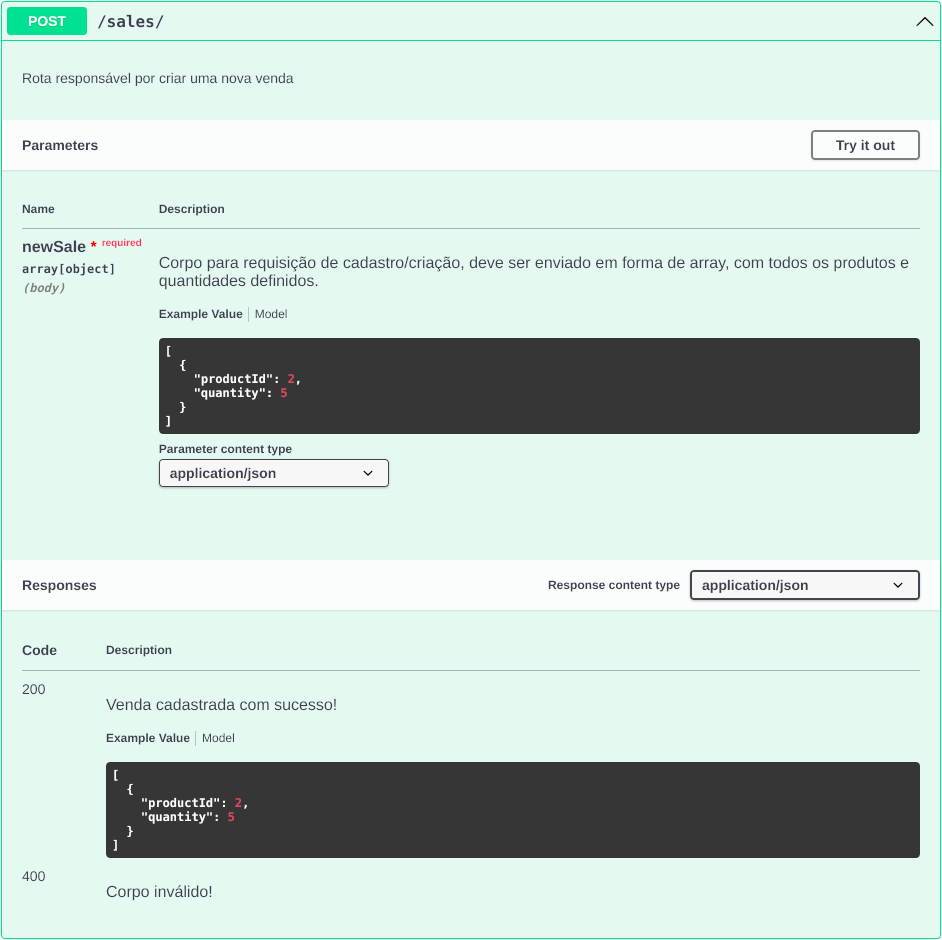 POST /sales/
Rota responsável por criar uma nova venda
Parameters
Try it out
Name
Description
newSale * required
array[object]
(body)
Corpo para requisição de cadastro/criação, deve ser enviado em forma de array, com todos os produtos e
quantidades definidos.
Example Value
Model
[
  {
    "productId": 2,
    "quantity": 5
  }
]
Parameter content type
application/json
Responses
Response content type
application/json
Code
Description
200
Venda cadastrada com sucesso!
Example Value
Model
[
  {
    "productId": 2,
    "quantity": 5
  }
]
400
Corpo inválido!